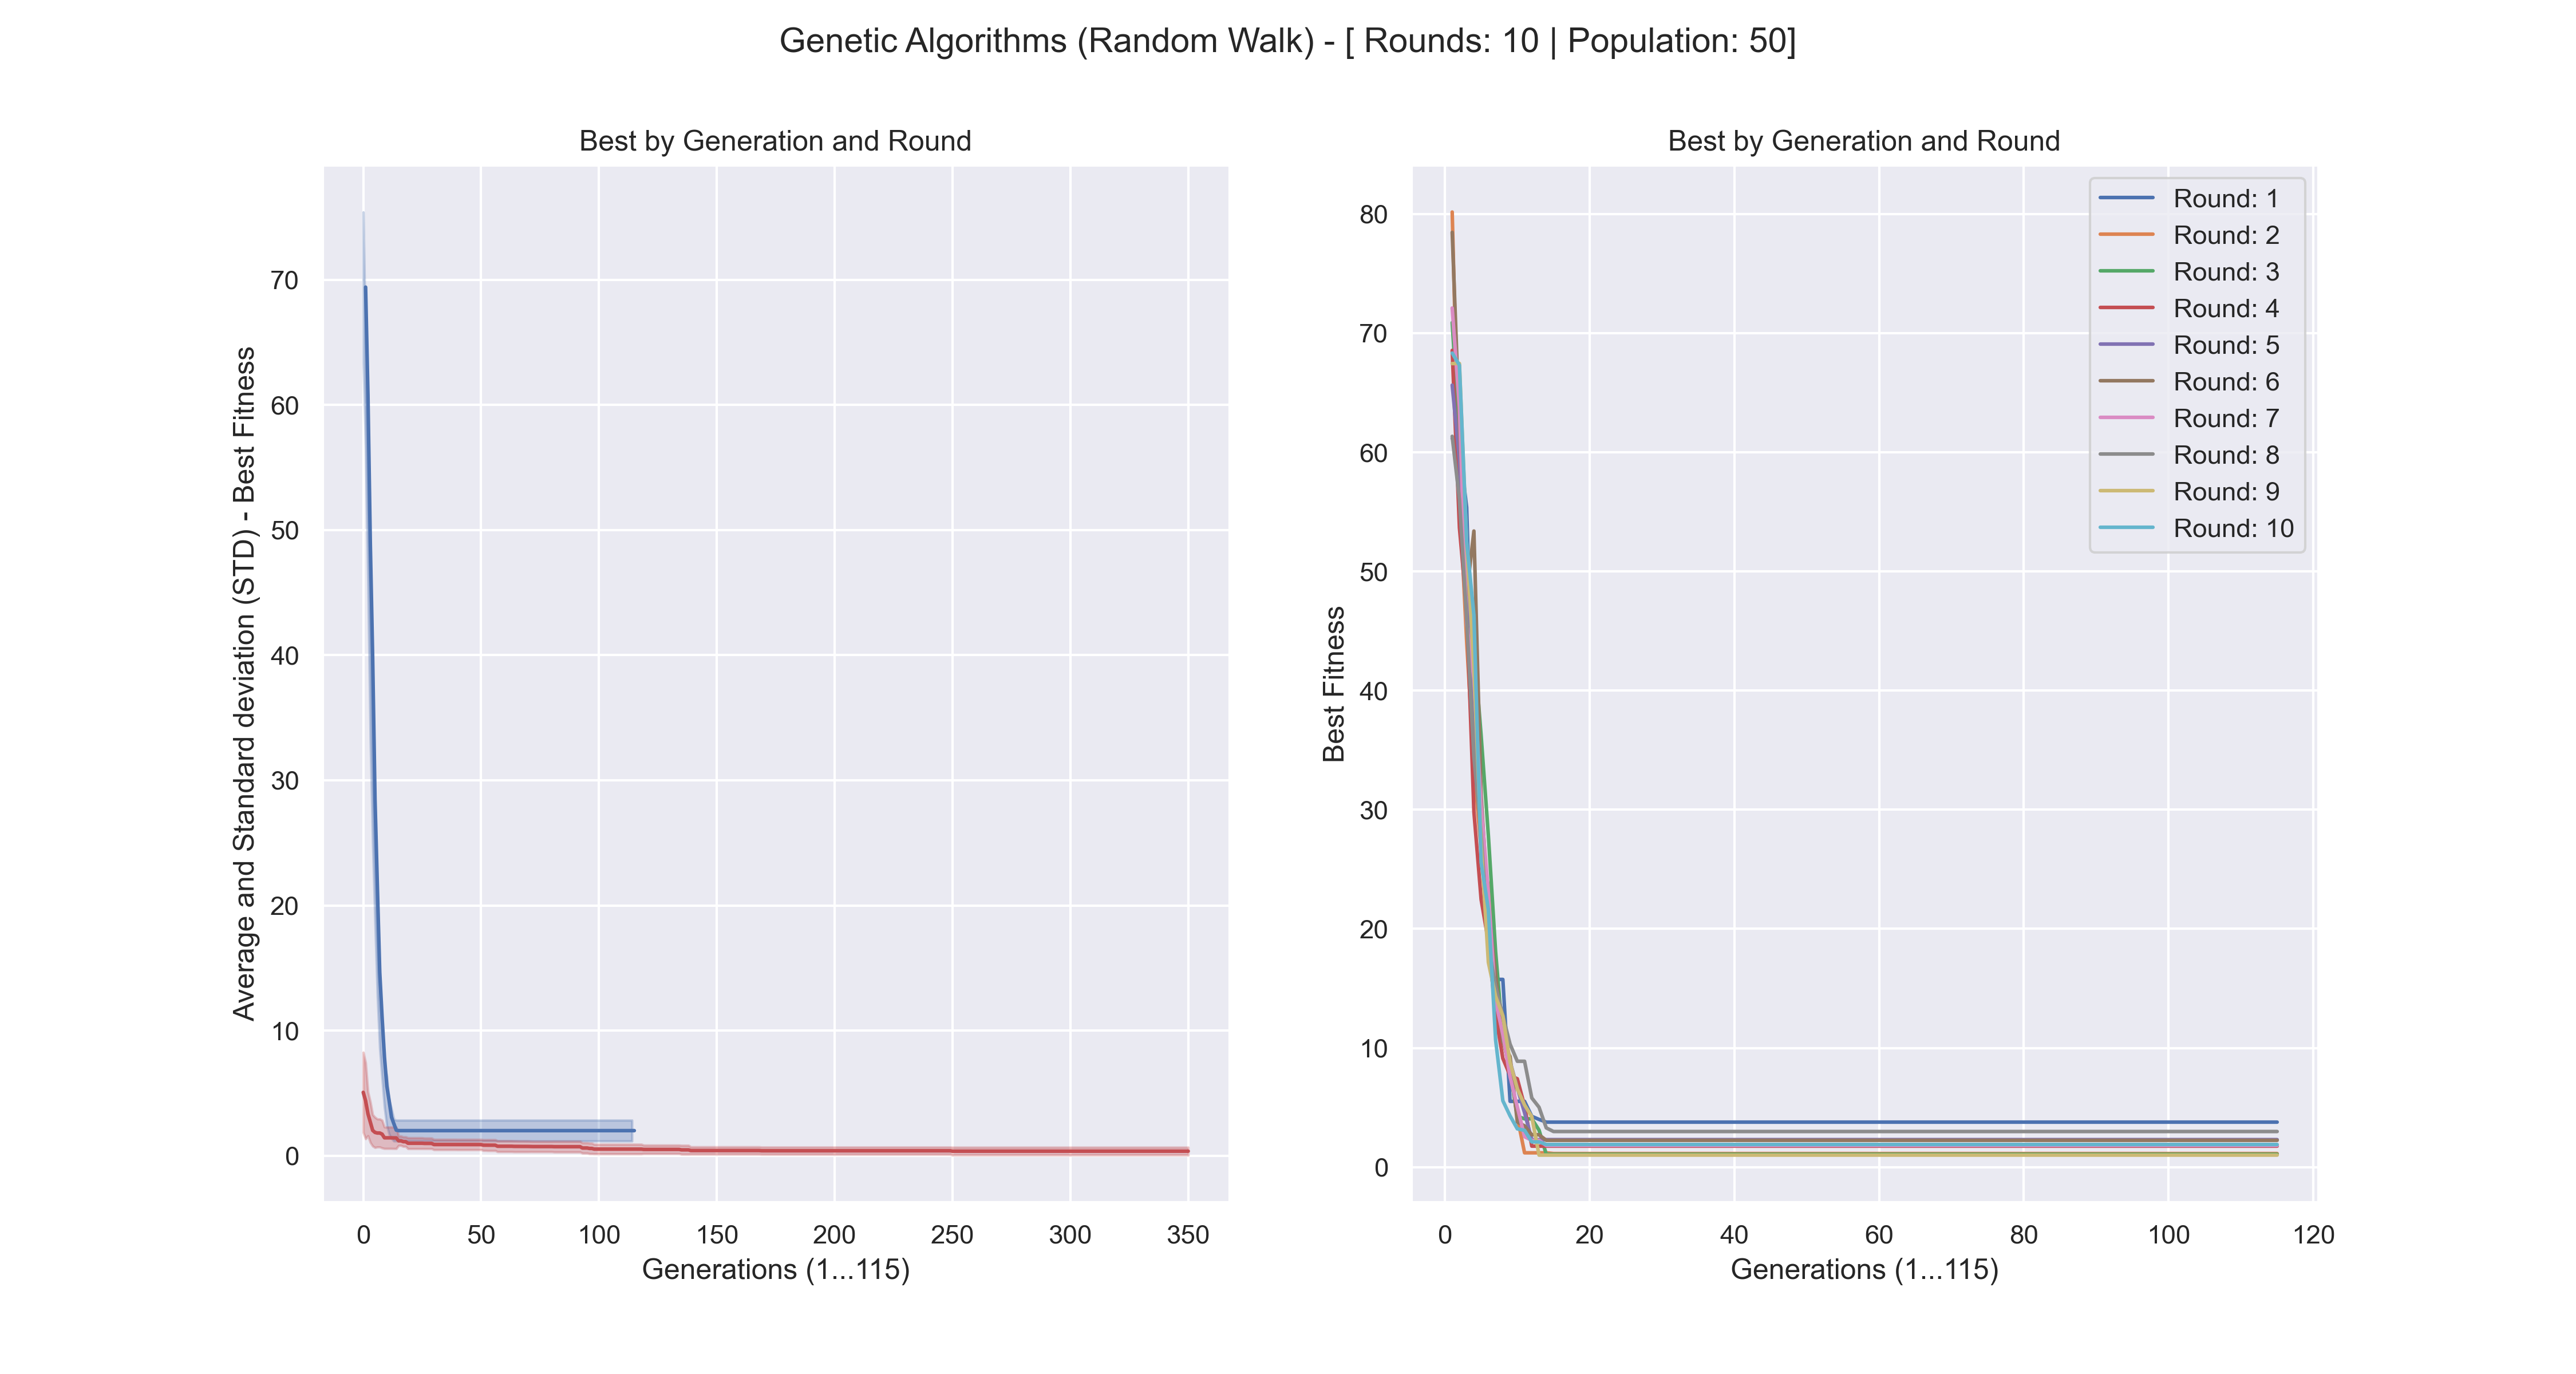 Genetic Algorithms (Random Walk) - [ Rounds: 10 | Population: 50]
Best by Generation and Round
Average and Standard deviation (STD) - Best Fitness
70
60
50
40
30
20
10
0
0 50 100 150 200 250 300 350
Generations (1...115)
Best by Generation and Round
Best Fitness
80
70
60
50
40
30
20
10
0
0 20 40 60 80 100 120
Generations (1...115)
Round: 1
Round: 2
Round: 3
Round: 4
Round: 5
Round: 6
Round: 7
Round: 8
Round: 9
Round: 10